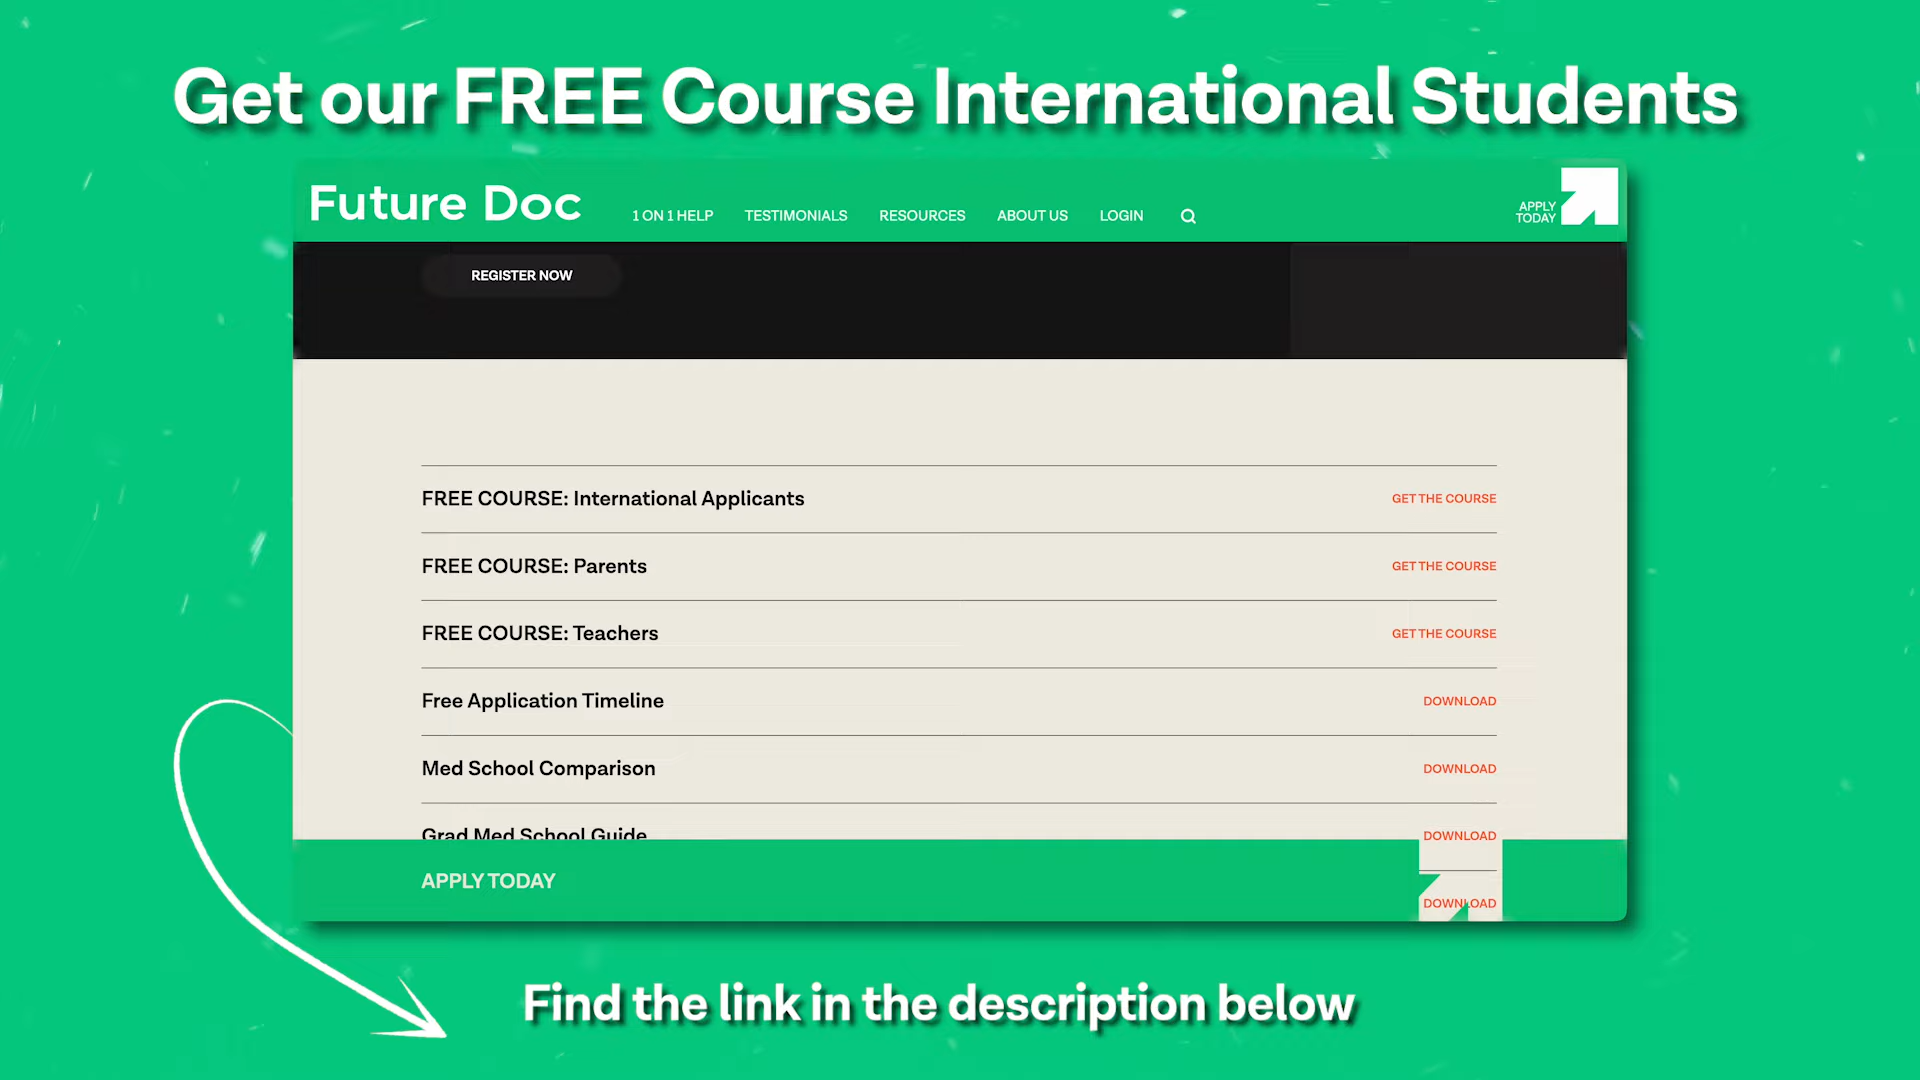 Get our FREE Course International Students
Future Doc
1 ON 1 HELP
TESTIMONIALS
RESOURCES
ABOUT US
LOGIN
APPLY
TODAY
REGISTER NOW
FREE COURSE: International Applicants
GET THE COURSE
FREE COURSE: Parents
GET THE COURSE
FREE COURSE: Teachers
GET THE COURSE
Free Application Timeline
DOWNLOAD
Med School Comparison
DOWNLOAD
Grad Med School Guide
DOWNLOAD
APPLY TODAY
DOWNLOAD
Find the link in the description below